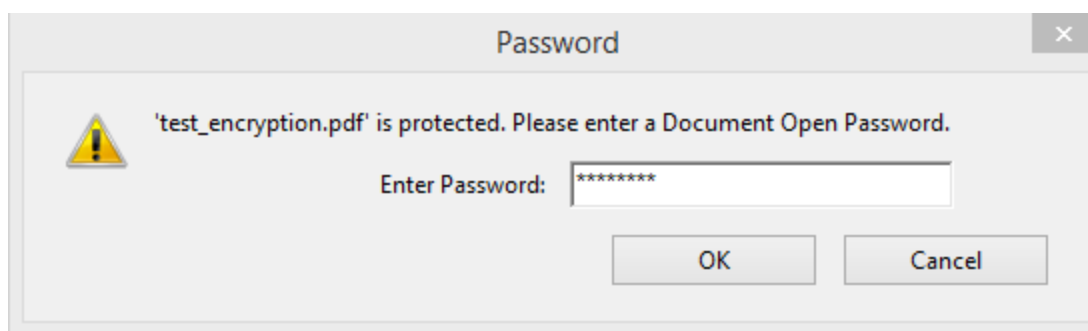 Password
'test_encryption.pdf' is protected. Please enter a Document Open Password.
Enter Password: ********
OK Cancel